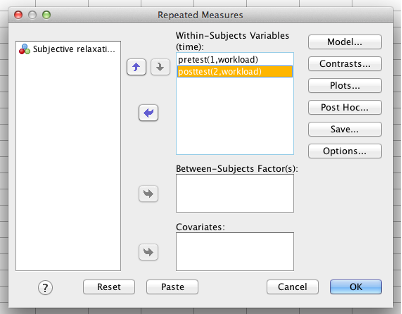 Repeated Measures
Subjective relaxati...
Within-Subjects Variables
(time):
pretest(1,workload)
posttest(2,workload)
Between-Subjects Factor(s):
Covariates:
Model...
Contrasts...
Plots...
Post Hoc...
Save...
Options...
?
Reset
Paste
Cancel
OK